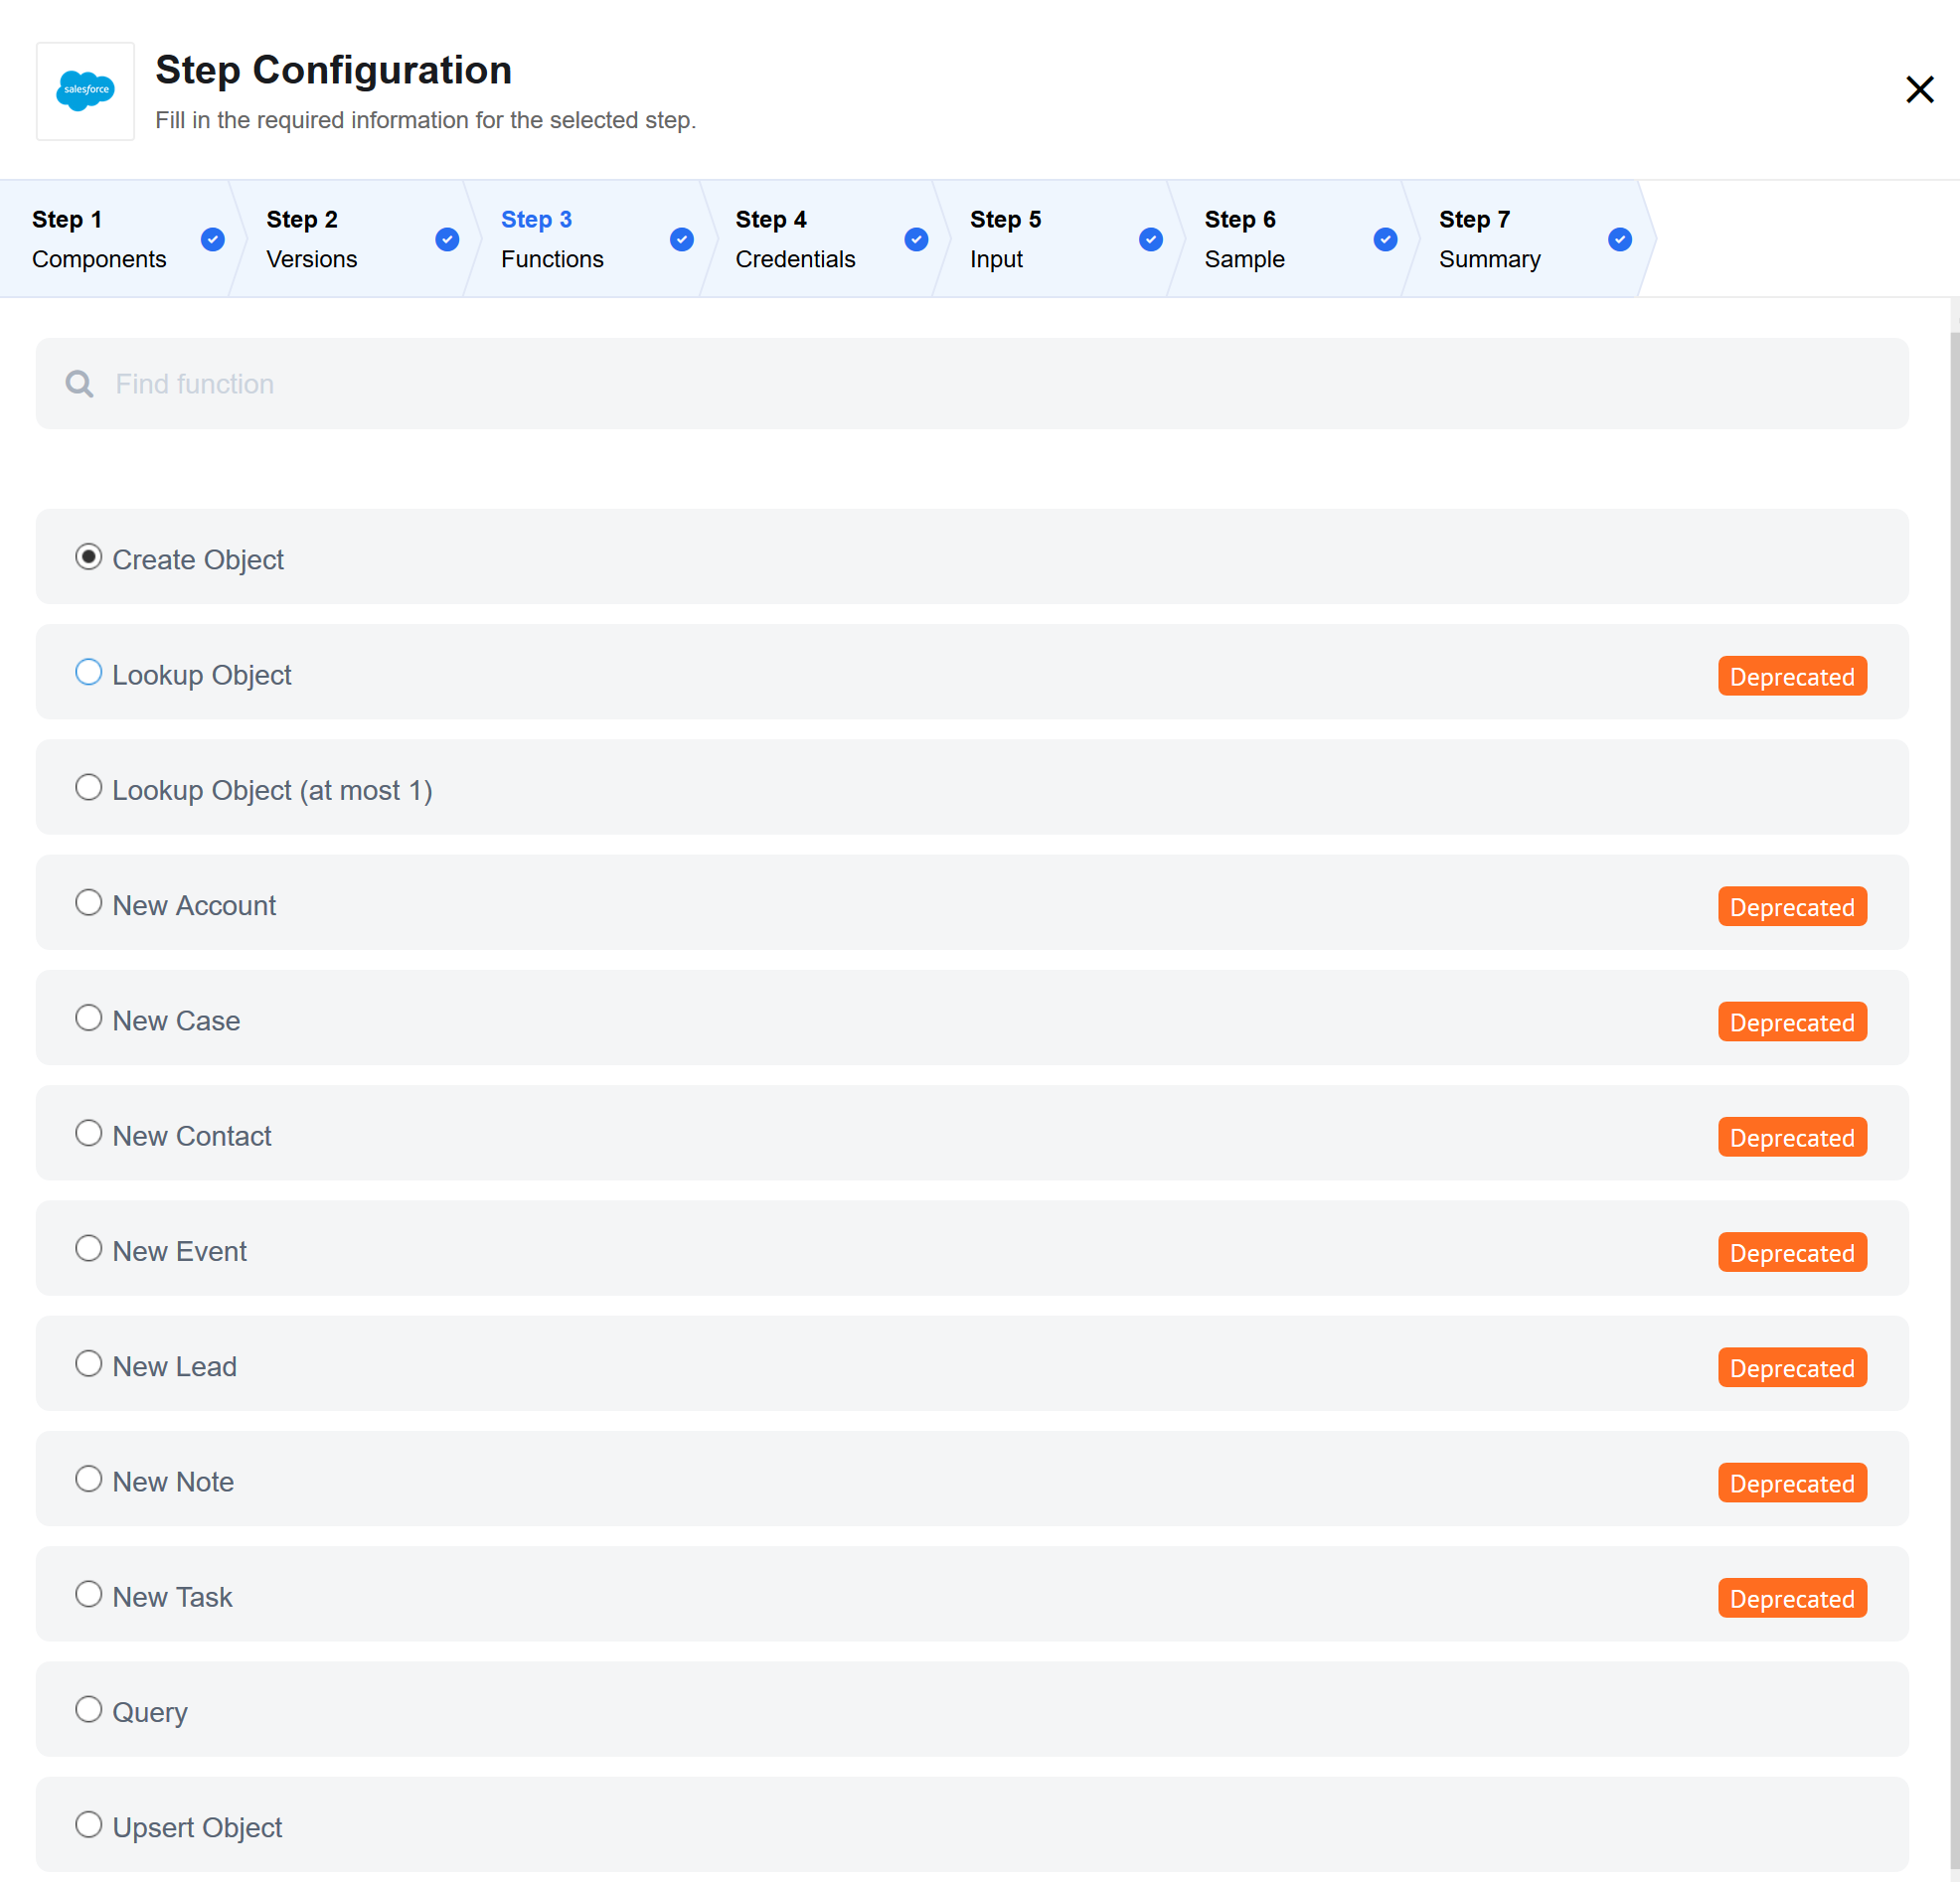 salesforce
Step Configuration
Fill in the required information for the selected step.
Step 1
Components
Step 2
Versions
Step 3
Functions
Step 4
Credentials
Step 5
Input
Step 6
Sample
Step 7
Summary
Find function
Create Object
Lookup Object
Deprecated
Lookup Object (at most 1)
New Account
Deprecated
New Case
Deprecated
New Contact
Deprecated
New Event
Deprecated
New Lead
Deprecated
New Note
Deprecated
New Task
Deprecated
Query
Upsert Object